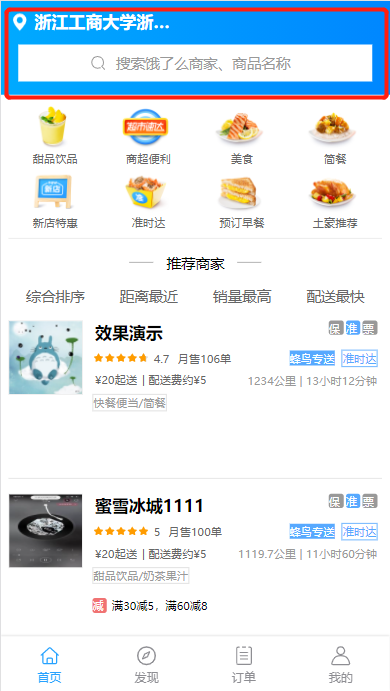 浙江工商大学浙...
搜索饿了么商家、商品名称
甜品饮品 商超便利 美食 简餐
新店特惠 准时达 预订早餐 土豪推荐
推荐商家
综合排序 距离最近 销量最高 配送最快
效果演示 保 准 票
4.7 月售106单 蜂鸟专送 准时达
¥20起送 | 配送费约¥5 1234公里 | 13小时12分钟
快餐便当/简餐
蜜雪冰城1111 保 准 票
5 月售100单 蜂鸟专送 准时达
¥20起送 | 配送费约¥5 1119.7公里 | 11小时60分钟
甜品饮品/奶茶果汁
减 满30减5，满60减8
首页 发现 订单 我的